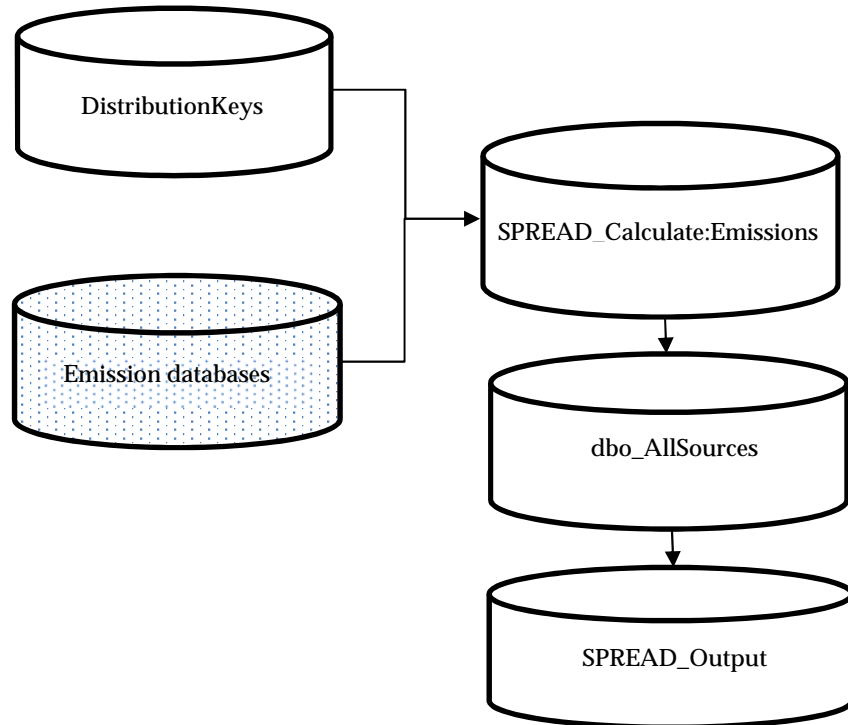 DistributionKeys
Emission databases
SPREAD_Calculate:Emissions
dbo_AllSources
SPREAD_Output